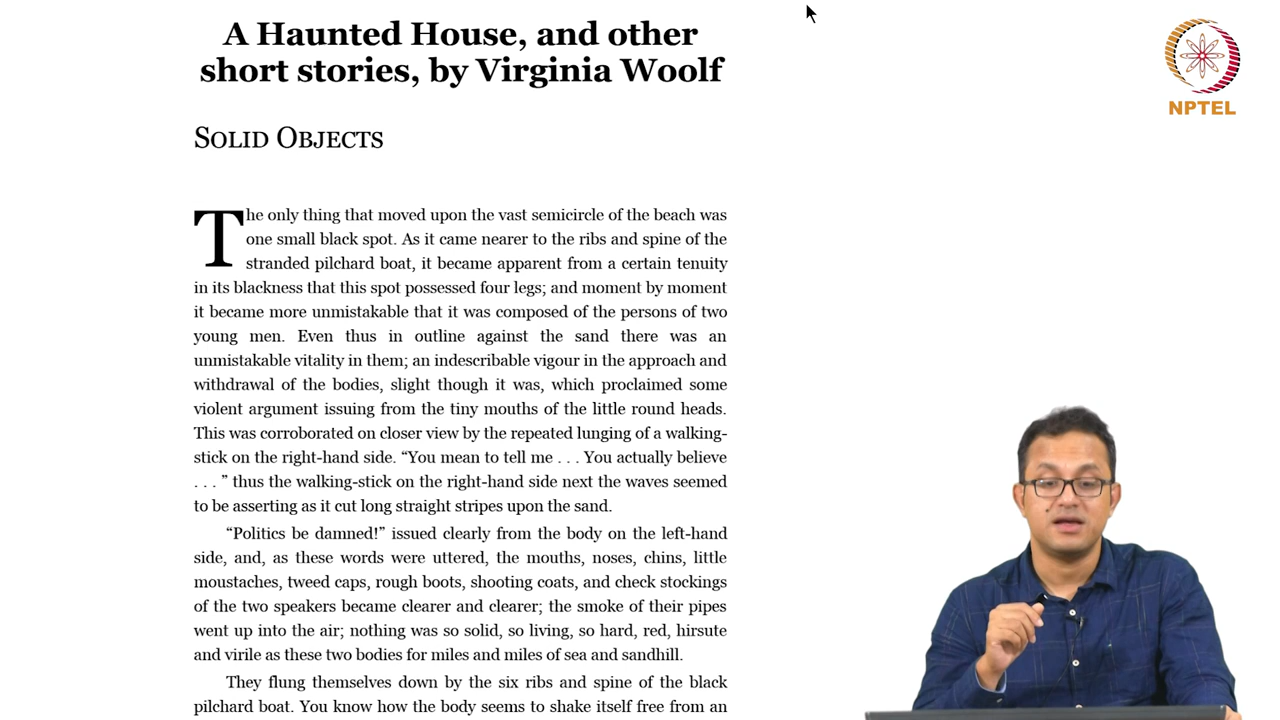 A Haunted House, and other
short stories, by Virginia Woolf
NPTEL
SOLID OBJECTS
The only thing that moved upon the vast semicircle of the beach was
one small black spot. As it came nearer to the ribs and spine of the
stranded pilchard boat, it became apparent from a certain tenuity
in its blackness that this spot possessed four legs; and moment by moment
it became more unmistakable that it was composed of the persons of two
young men. Even thus in outline against the sand there was an
unmistakable vitality in them; an indescribable vigour in the approach and
withdrawal of the bodies, slight though it was, which proclaimed some
violent argument issuing from the tiny mouths of the little round heads.
This was corroborated on closer view by the repeated lunging of a walking-
stick on the right-hand side. “You mean to tell me . . . You actually believe
. . . ” thus the walking-stick on the right-hand side next the waves seemed
to be asserting as it cut long straight stripes upon the sand.
“Politics be damned!” issued clearly from the body on the left-hand
side, and, as these words were uttered, the mouths, noses, chins, little
moustaches, tweed caps, rough boots, shooting coats, and check stockings
of the two speakers became clearer and clearer; the smoke of their pipes
went up into the air; nothing was so solid, so living, so hard, red, hirsute
and virile as these two bodies for miles and miles of sea and sandhill.
They flung themselves down by the six ribs and spine of the black
pilchard boat. You know how the body seems to shake itself free from an